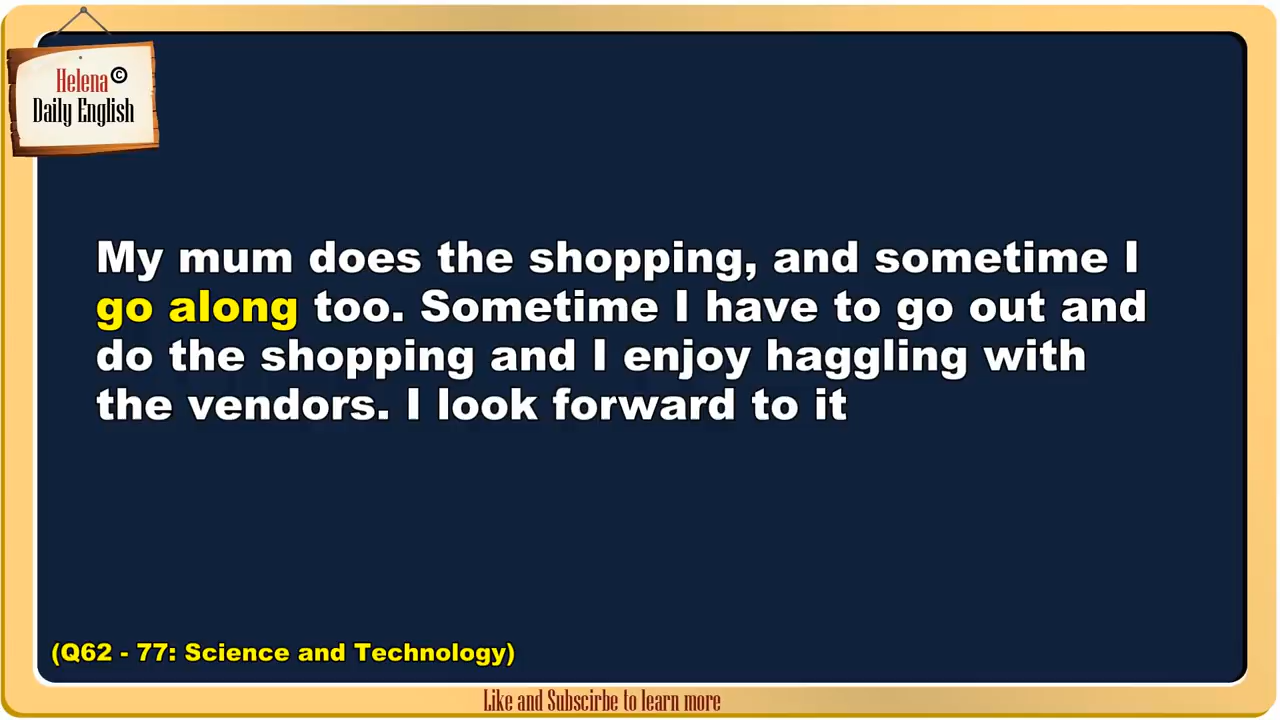 Helena©
Daily English
My mum does the shopping, and sometime I
go along too. Sometime I have to go out and
do the shopping and I enjoy haggling with
the vendors. I look forward to it
(Q62 - 77: Science and Technology)
Like and Subscirbe to learn more